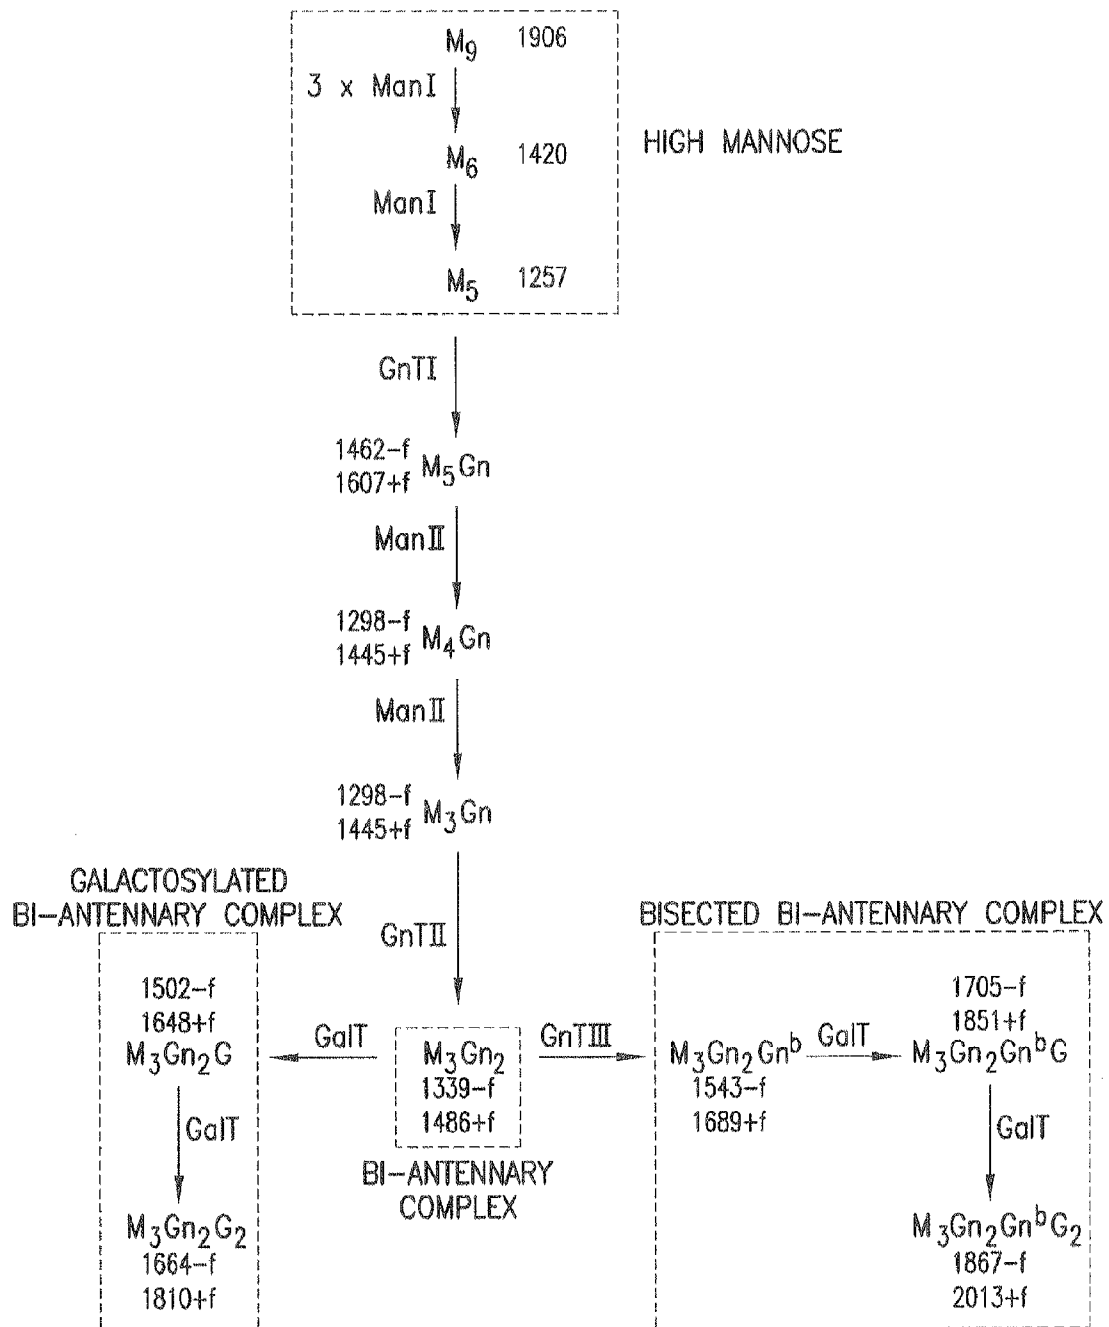 M9 1906
3 x ManI
M6 1420
HIGH MANNOSE
ManI
M5 1257
GnTI
1462-f
1607+f
M5Gn
ManII
1298-f
1445+f
M4Gn
ManII
1298-f
1445+f
M3Gn
GALACTOSYLATED
BI-ANTENNARY COMPLEX
GnTII
BISECTED BI-ANTENNARY COMPLEX
1502-f
1648+f
M3Gn2G
GalT
M3Gn2
1339-f
1486+f
GnTIII
M3Gn2Gnb
1543-f
1689+f
GalT
1705-f
1851+f
M3Gn2GnbG
GalT
BI-ANTENNARY
COMPLEX
GalT
M3Gn2G2
1664-f
1810+f
M3Gn2GnbG2
1867-f
2013+f